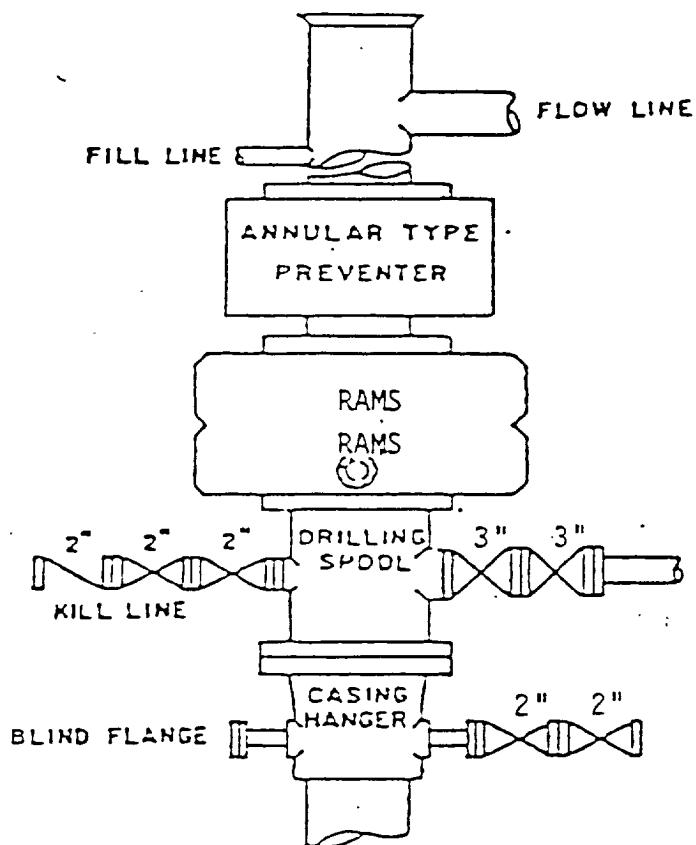 FLOW LINE
FILL LINE
ANNULAR TYPE
PREVENTER
RAMS
RAMS
2" 2" 2"
DRILLING
SPOOL
3" 3"
KILL LINE
CASING
HANGER
2" 2"
BLIND FLANGE